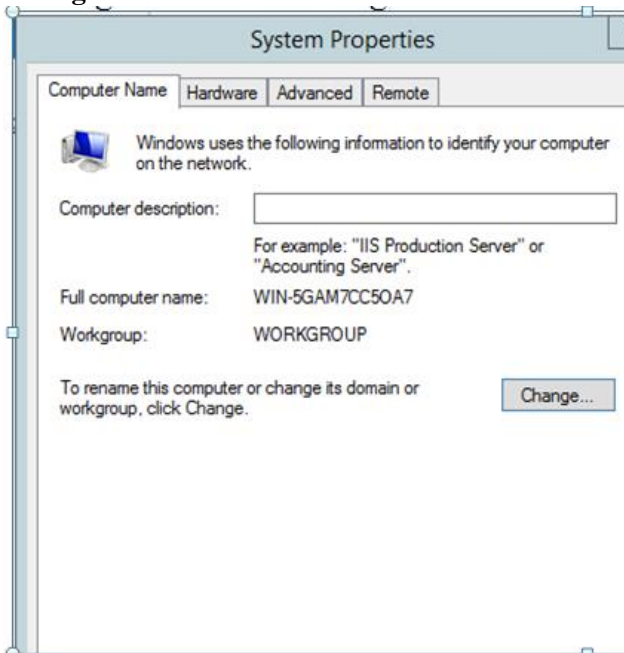 System Properties
Computer Name Hardware Advanced Remote
Windows uses the following information to identify your computer
on the network.
Computer description:
For example: "IIS Production Server" or
"Accounting Server".
Full computer name: WIN-5GAM7CC5OA7
Workgroup: WORKGROUP
To rename this computer or change its domain or
workgroup, click Change.
Change...